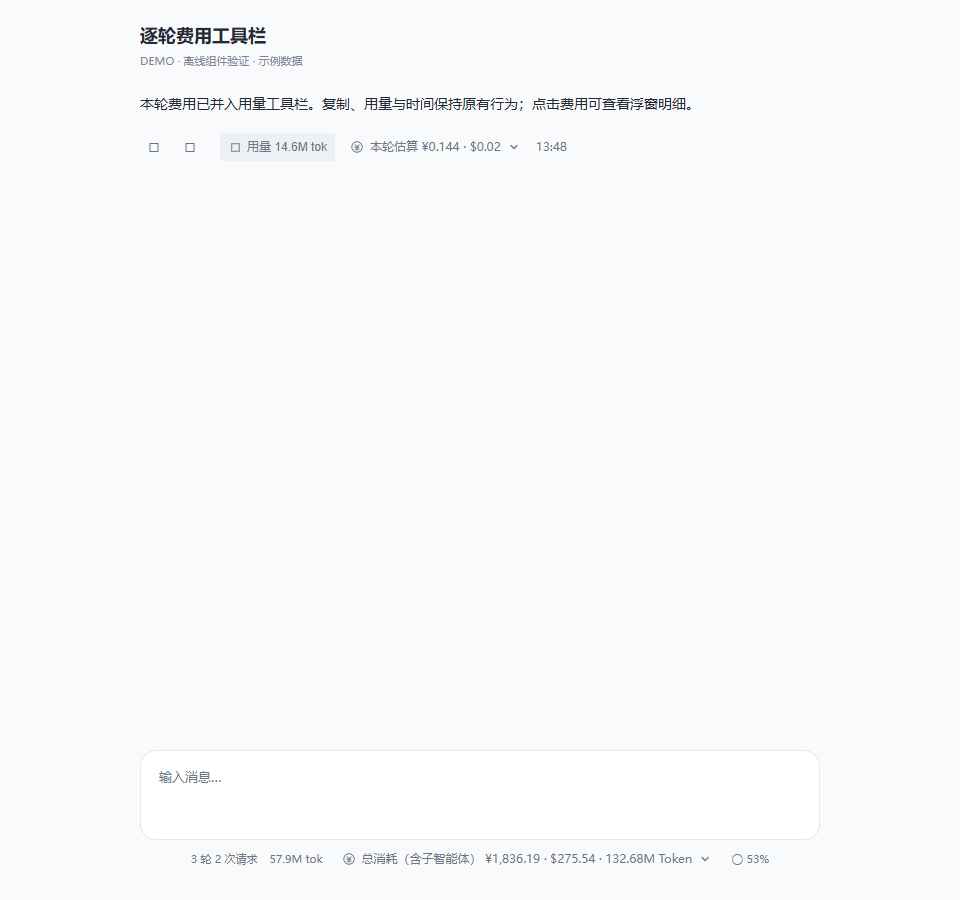 逐轮费用工具栏
DEMO · 离线组件验证 · 示例数据
本轮费用已并入用量工具栏。复制、用量与时间保持原有行为；点击费用可查看浮窗明细。
用量 14.6M tok ¥ 本轮估算 ¥0.144 · $0.02 13:48
输入消息...
3 轮 2 次请求 57.9M tok ¥ 总消耗（含子智能体） ¥1,836.19 · $275.54 · 132.68M Token 53%